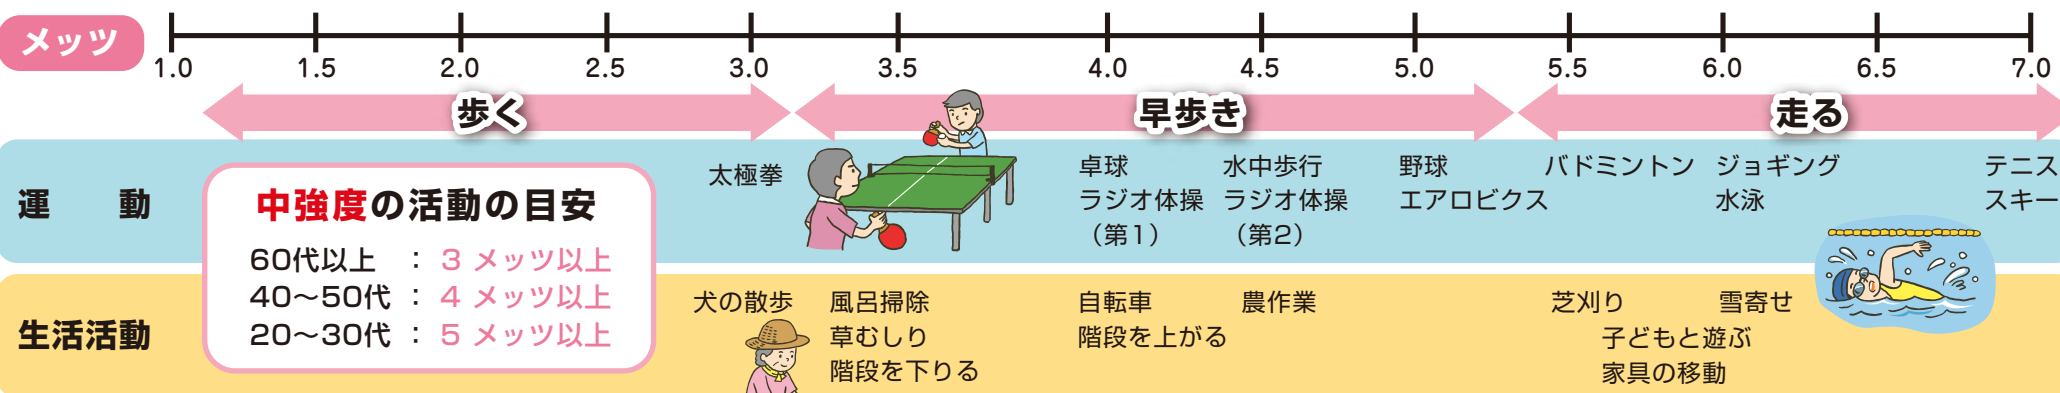 メッツ
1.0 1.5 2.0 2.5 3.0 3.5 4.0 4.5 5.0 5.5 6.0 6.5 7.0
歩く 早歩き 走る
運動
中強度の活動の目安
60代以上 : 3 メッツ以上
40〜50代 : 4 メッツ以上
20〜30代 : 5 メッツ以上
太極拳
卓球
ラジオ体操
(第1)
水中歩行
ラジオ体操
(第2)
野球
エアロビクス
バドミントン
ジョギング
水泳
テニス
スキー
生活活動
犬の散歩
風呂掃除
草むしり
階段を下りる
自転車
階段を上がる
農作業
芝刈り
子どもと遊ぶ
家具の移動
雪寄せ